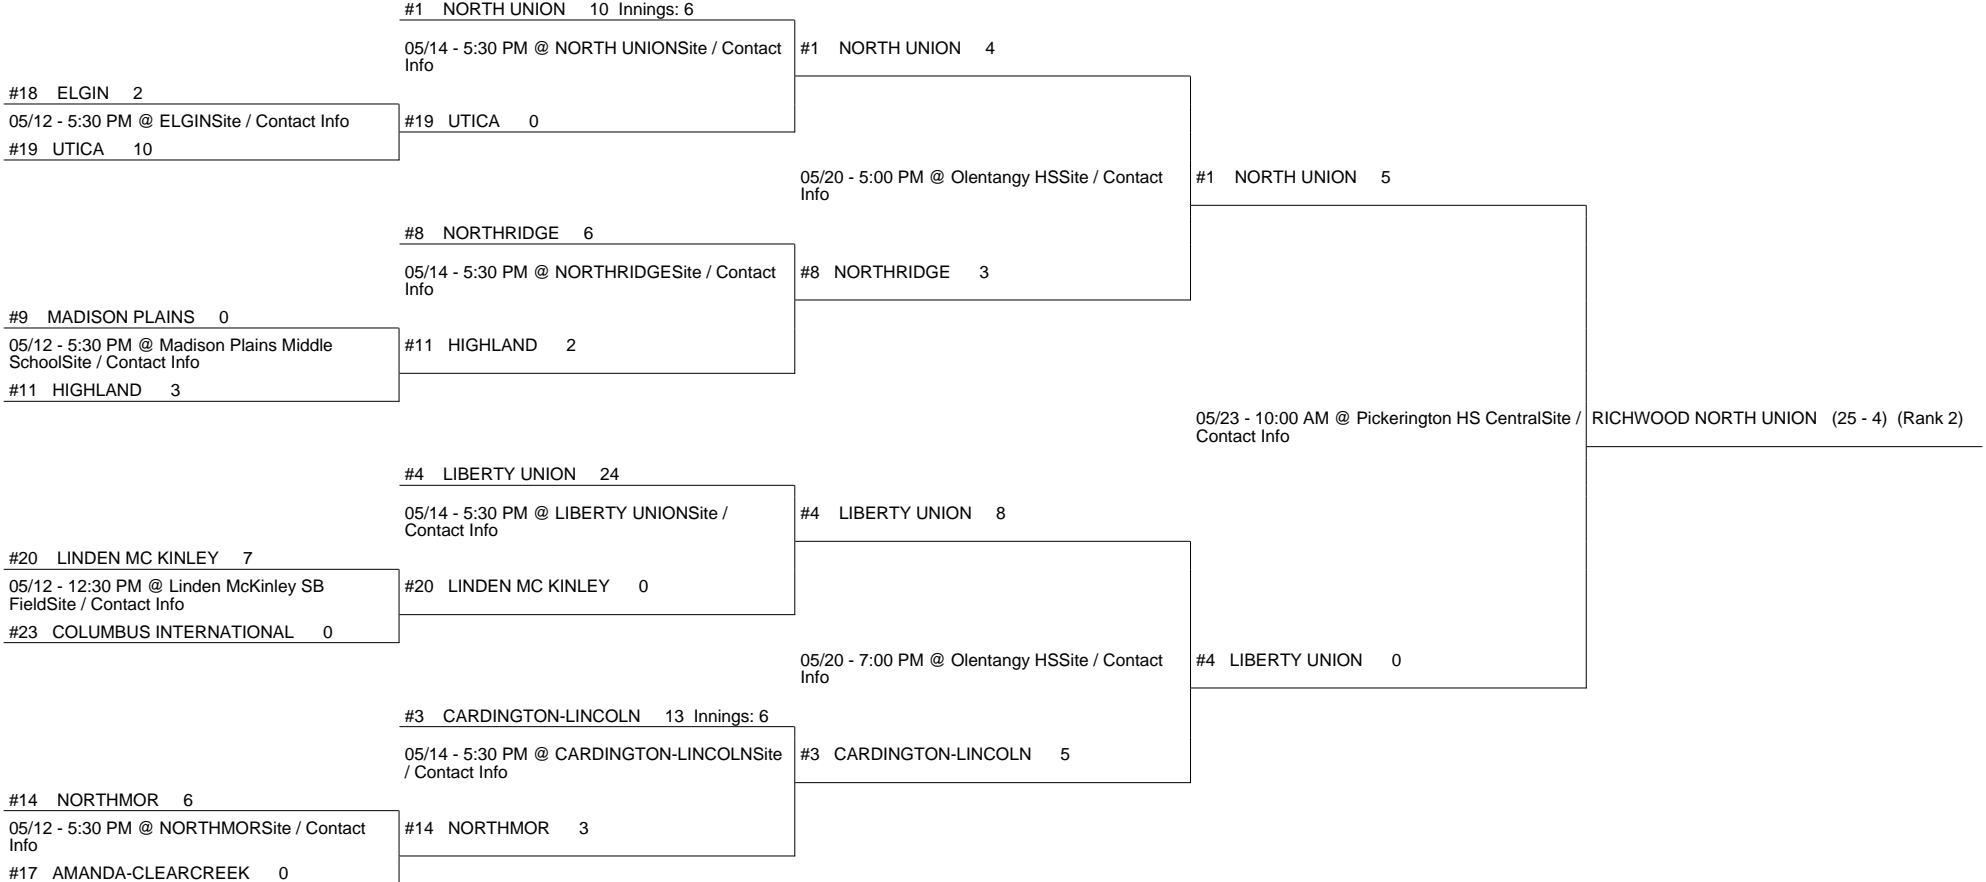 #1 NORTH UNION 10 Innings: 6
05/14 - 5:30 PM @ NORTH UNIONSite / Contact
Info
#1 NORTH UNION 4
#18 ELGIN 2
05/12 - 5:30 PM @ ELGINSite / Contact Info
#19 UTICA 0
#19 UTICA 10
05/20 - 5:00 PM @ Olentangy HSSite / Contact
Info
#1 NORTH UNION 5
#8 NORTHRIDGE 6
05/14 - 5:30 PM @ NORTHRIDGESite / Contact
Info
#8 NORTHRIDGE 3
#9 MADISON PLAINS 0
05/12 - 5:30 PM @ Madison Plains Middle
SchoolSite / Contact Info
#11 HIGHLAND 2
#11 HIGHLAND 3
05/23 - 10:00 AM @ Pickerington HS CentralSite /
Contact Info
RICHWOOD NORTH UNION (25 - 4) (Rank 2)
#4 LIBERTY UNION 24
05/14 - 5:30 PM @ LIBERTY UNIONSite /
Contact Info
#4 LIBERTY UNION 8
#20 LINDEN MC KINLEY 7
05/12 - 12:30 PM @ Linden McKinley SB
FieldSite / Contact Info
#20 LINDEN MC KINLEY 0
#23 COLUMBUS INTERNATIONAL 0
05/20 - 7:00 PM @ Olentangy HSSite / Contact
Info
#4 LIBERTY UNION 0
#3 CARDINGTON-LINCOLN 13 Innings: 6
05/14 - 5:30 PM @ CARDINGTON-LINCOLNSite
/ Contact Info
#3 CARDINGTON-LINCOLN 5
#14 NORTHMOR 6
05/12 - 5:30 PM @ NORTHMORSite / Contact
Info
#14 NORTHMOR 3
#17 AMANDA-CLEARCREEK 0